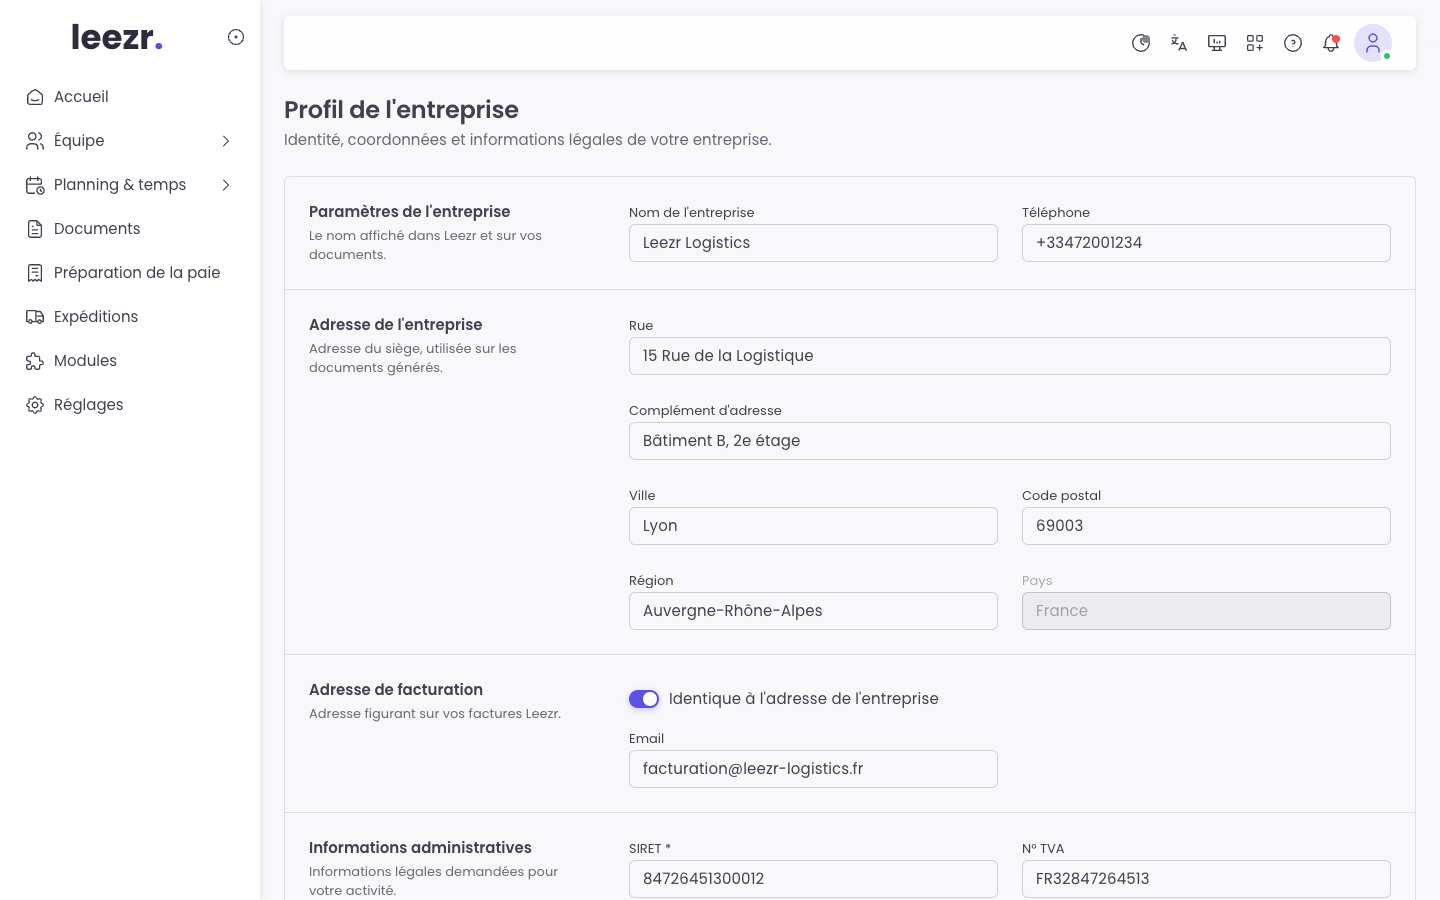 leezr.
Accueil
Équipe
Planning & temps
Documents
Préparation de la paie
Expéditions
Modules
Réglages
Profil de l'entreprise
Identité, coordonnées et informations légales de votre entreprise.
Paramètres de l'entreprise
Le nom affiché dans Leezr et sur vos
documents.
Nom de l'entreprise
Leezr Logistics
Téléphone
+33472001234
Adresse de l'entreprise
Adresse du siège, utilisée sur les
documents générés.
Rue
15 Rue de la Logistique
Complément d'adresse
Bâtiment B, 2e étage
Ville
Lyon
Code postal
69003
Région
Auvergne-Rhône-Alpes
Pays
France
Adresse de facturation
Adresse figurant sur vos factures Leezr.
Identique à l'adresse de l'entreprise
Email
facturation@leezr-logistics.fr
Informations administratives
Informations légales demandées pour
votre activité.
SIRET *
84726451300012
N° TVA
FR32847264513